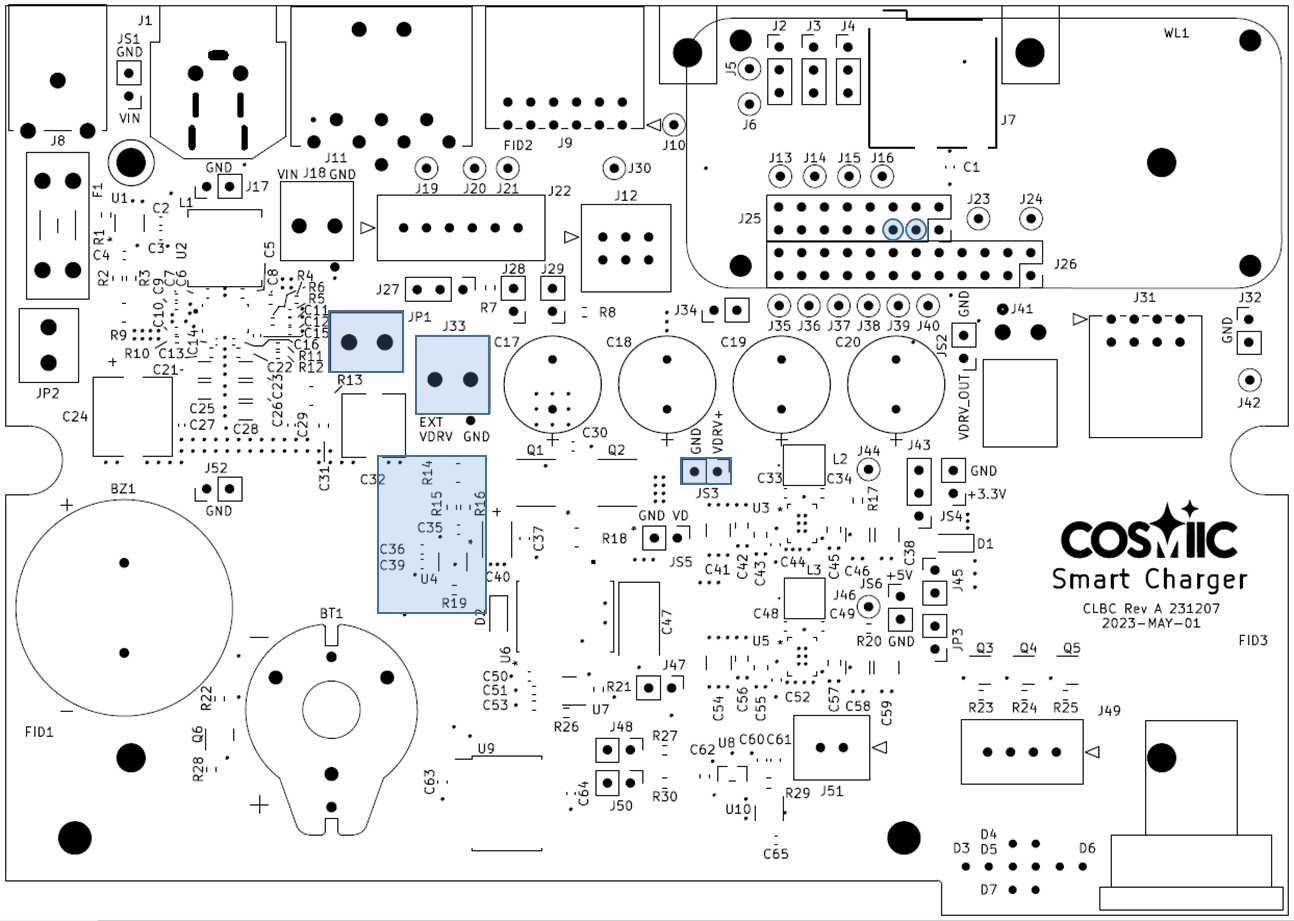 J1
J2 J3 J4
WL1
JS1
GND
J5
VIN
J6
J7
J8
J11
FID2
J9
J10
C1
GND
VIN J18 GND
J30
J13 J14 J15 J16
F1
U1
L1
J17
J19 J20 J21
J22
J12
C2
J25
J23 J24
R1
C3
U2
C4
C5
J26
R2 R3 C7 C6
C8
R4
R6
R5
C9
J27
J28 J29
R7
R8
J34
GND
J41
J31
J32
C10
C11
C12
C15
JP1
J33
J35 J36 J37 J38 J39 J40
GND
R9
C14
C16
C17
C18
C19
C20
JS2
R10 C13
R11
R12
C21
C22
JP2
R13
C23
VDRV_OUT
J42
C24
C25
C26
C27
C28
C29
EXT
VDRV
GND
GND
VDRV+
C30
Q1
Q2
J44
J43
L2
J52
GND
C31
C32
R14
C33
C34
GND
BZ1
JS3
R17
+3.3V
R15
R16
U3
JS4
GND VD
COSMIC
C35
C37
R18
JS5
C38
D1
Smart Charger
C36
C39
C41 C42 C43 C44 C45 C46
U4
C40
L3
JS6
+5V
J45
CLBC Rev A 231207
2023-MAY-01
R19
D2
BT1
C47
C48
C49
J46
R20
GND
JP3
FID3
U5
U6
Q3 Q4 Q5
J47
C50
C51
C53
R21
C52
R22
U7
C54 C56 C55
C57
C58
C59
R23 R24 R25
J49
R26
FID1
Q6
U9
J48
R27
C62
U8
C60 C61
R28
C63
C64
R30
R29
J51
J50
U10
C65
D4
D3 D5 D6
D7